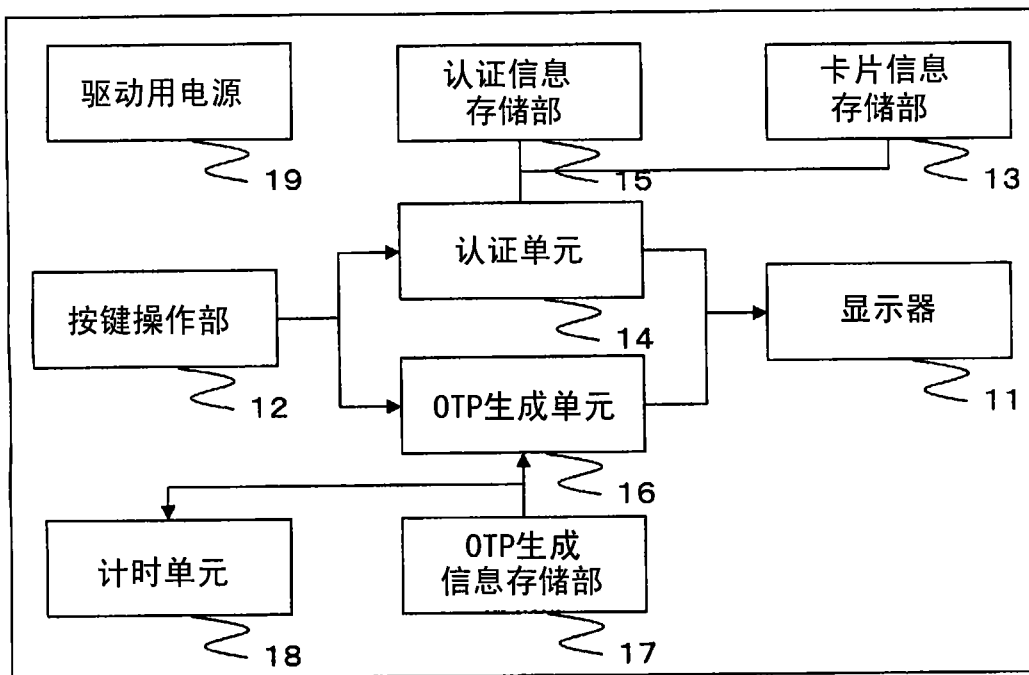 驱动用电源
19
认证信息
存储部
15
卡片信息
存储部
13
按键操作部
12
认证单元
14
显示器
11
OTP生成单元
16
计时单元
18
OTP生成
信息存储部
17